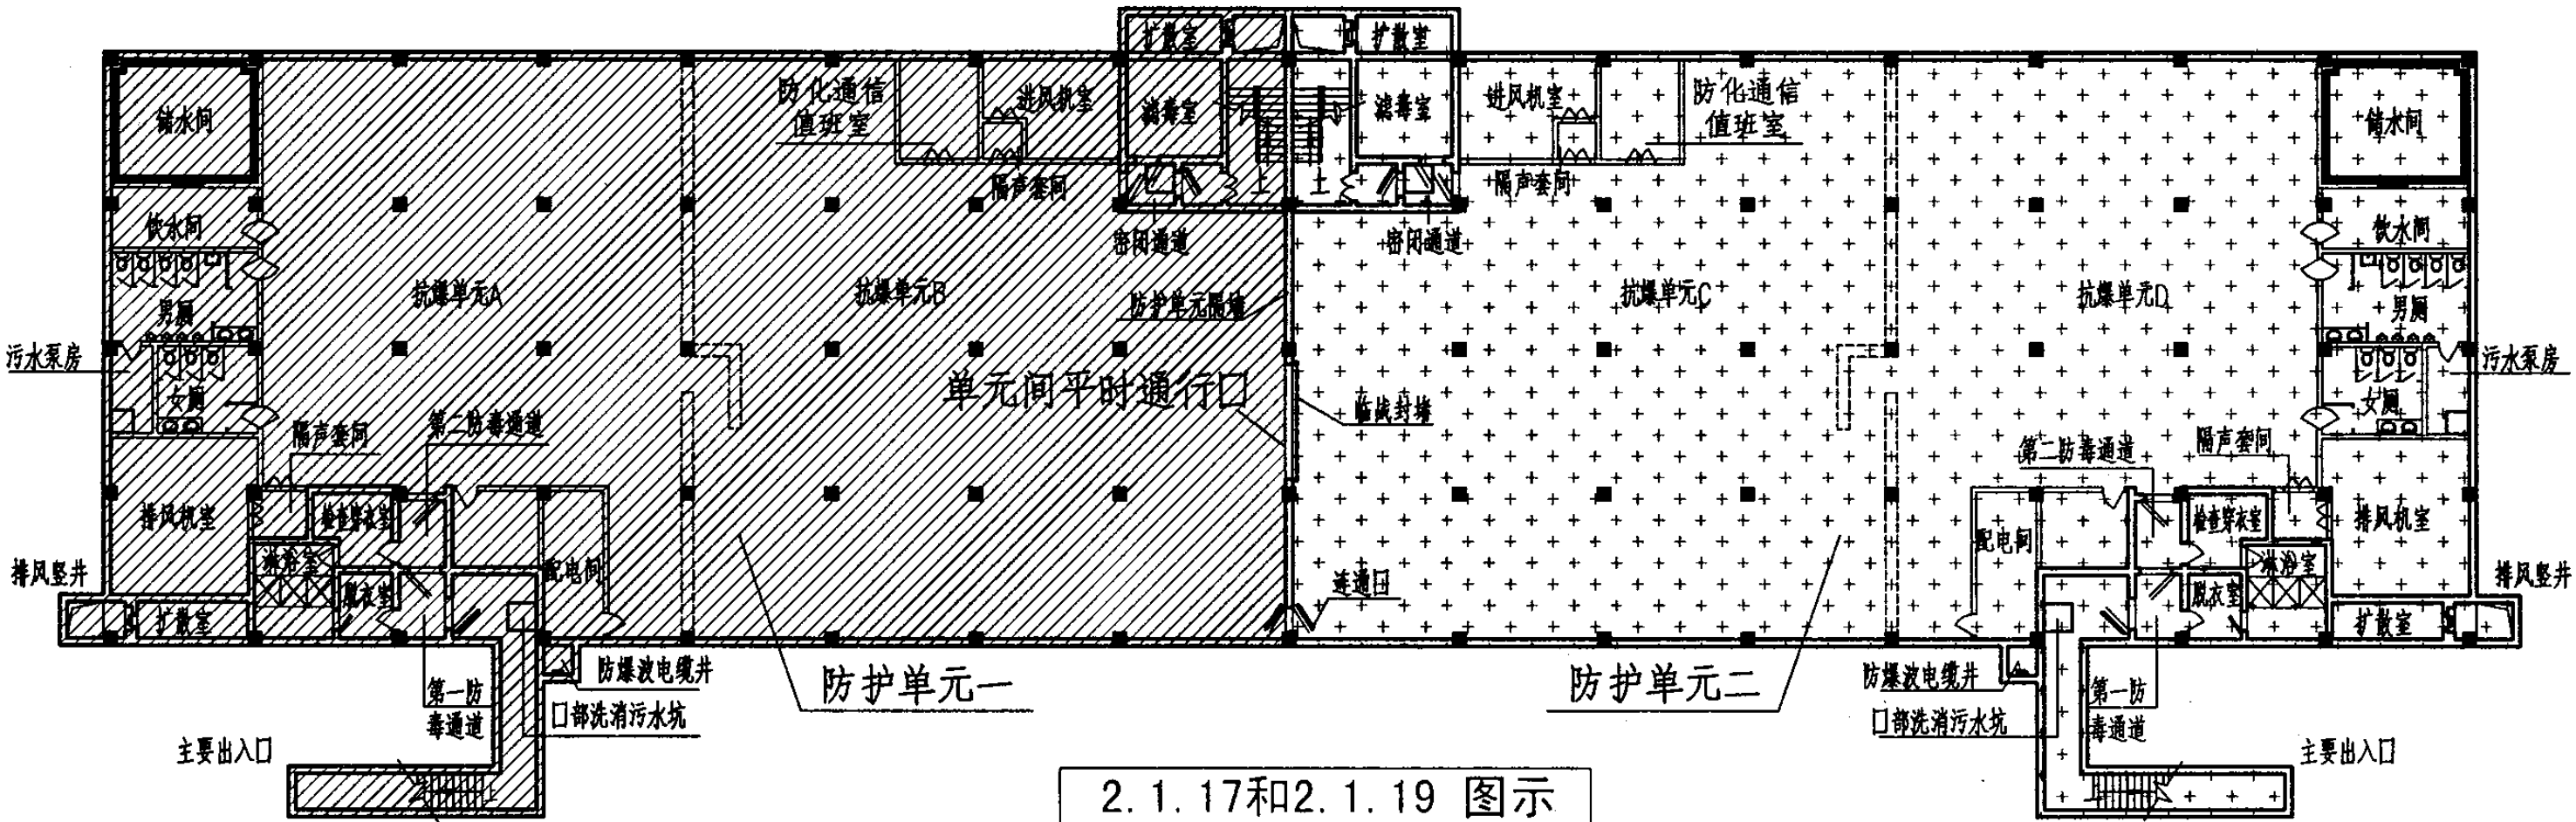 扩散室
扩散室
储水间
防化通信
值班室
进风机室
滤毒室
滤毒室
进风机室
防化通信
值班室
储水间
隔声套间
上
上
隔声套间
饮水间
密闭通道
密闭通道
饮水间
男厕
抗爆单元A
抗爆单元B
防护单元隔墙
抗爆单元C
抗爆单元D
男厕
污水泵房
女厕
单元间平时通行口
临战封堵
女厕
污水泵房
隔声套间
第二防毒通道
第二防毒通道
隔声套间
排风机室
检查穿衣室
检查穿衣室
排风机室
排风竖井
淋浴室
脱衣室
配电间
连通口
配电间
脱衣室
淋浴室
排风竖井
扩散室
扩散室
第一防
毒通道
防爆波电缆井
口部洗消污水坑
防护单元一
防护单元二
防爆波电缆井
口部洗消污水坑
第一防
毒通道
主要出入口
主要出入口
2.1.17和2.1.19 图示